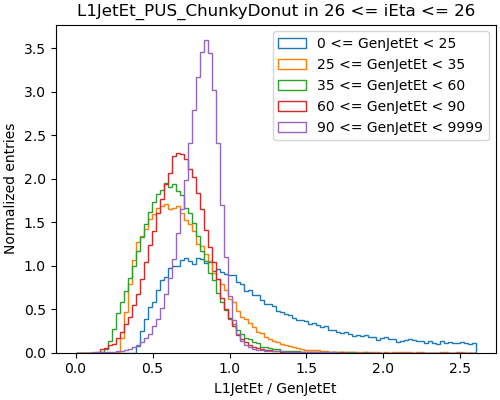 L1JetEt_PUS_ChunkyDonut in 26 <= iEta <= 26
0 <= GenJetEt < 25
25 <= GenJetEt < 35
35 <= GenJetEt < 60
60 <= GenJetEt < 90
90 <= GenJetEt < 9999
Normalized entries
3.5
3.0
2.5
2.0
1.5
1.0
0.5
0.0
0.0 0.5 1.0 1.5 2.0 2.5
L1JetEt / GenJetEt